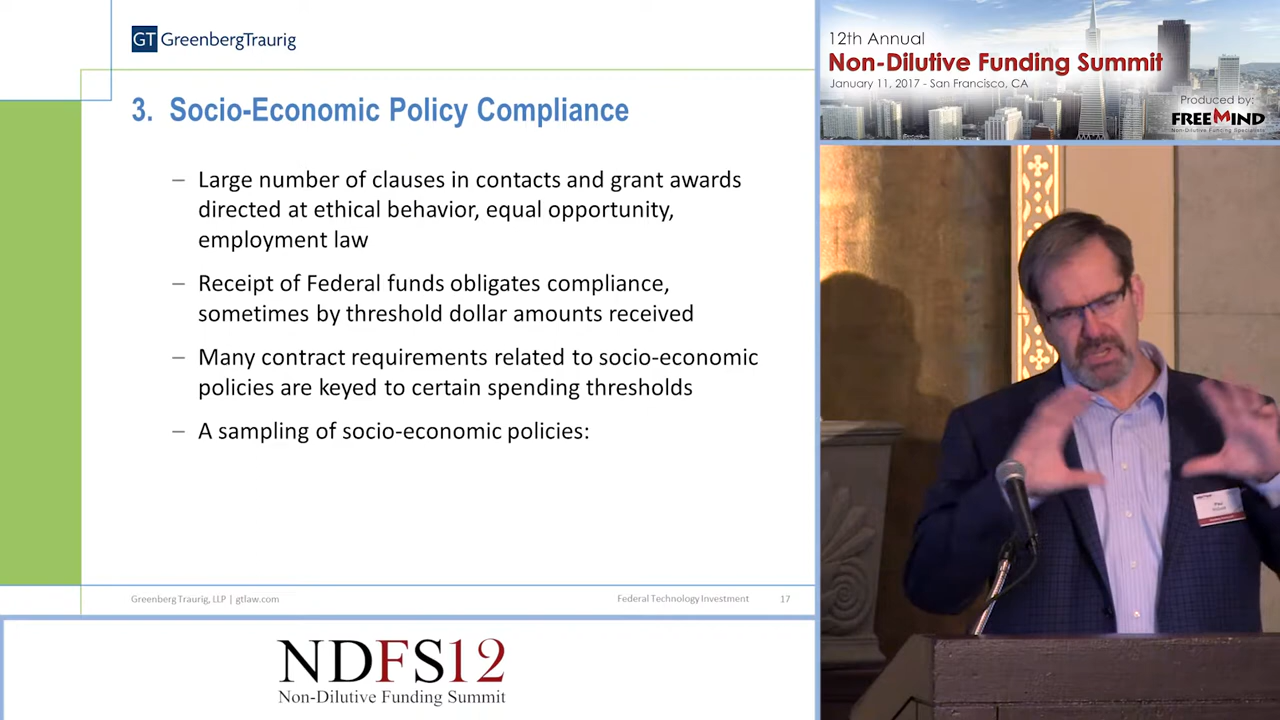 GT GreenbergTraurig
3. Socio-Economic Policy Compliance
– Large number of clauses in contacts and grant awards
directed at ethical behavior, equal opportunity,
employment law
– Receipt of Federal funds obligates compliance,
sometimes by threshold dollar amounts received
– Many contract requirements related to socio-economic
policies are keyed to certain spending thresholds
– A sampling of socio-economic policies:
Greenberg Traurig, LLP | gtlaw.com
Federal Technology Investment 17
NDFS12
Non-Dilutive Funding Summit
12th Annual
Non-Dilutive Funding Summit
January 11, 2017 - San Francisco, CA
Produced by:
FREEMIND
Non-Dilutive Funding Specialists